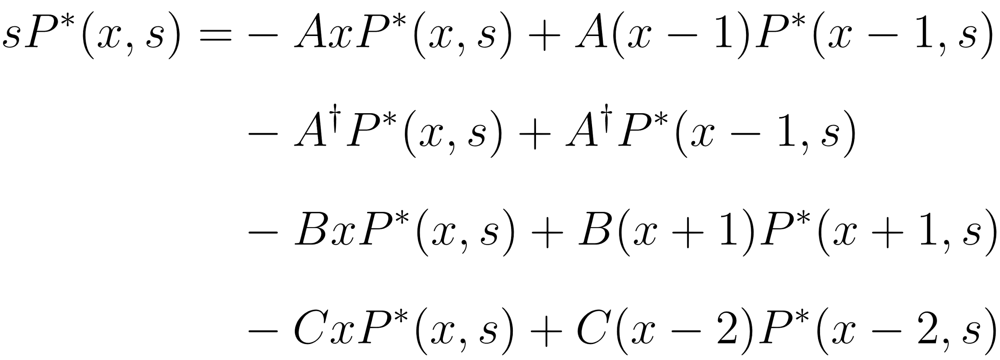 sP*(x, s) = − AxP*(x, s) + A(x − 1)P*(x − 1, s)
− A†P*(x, s) + A†P*(x − 1, s)
− BxP*(x, s) + B(x + 1)P*(x + 1, s)
− CxP*(x, s) + C(x − 2)P*(x − 2, s)